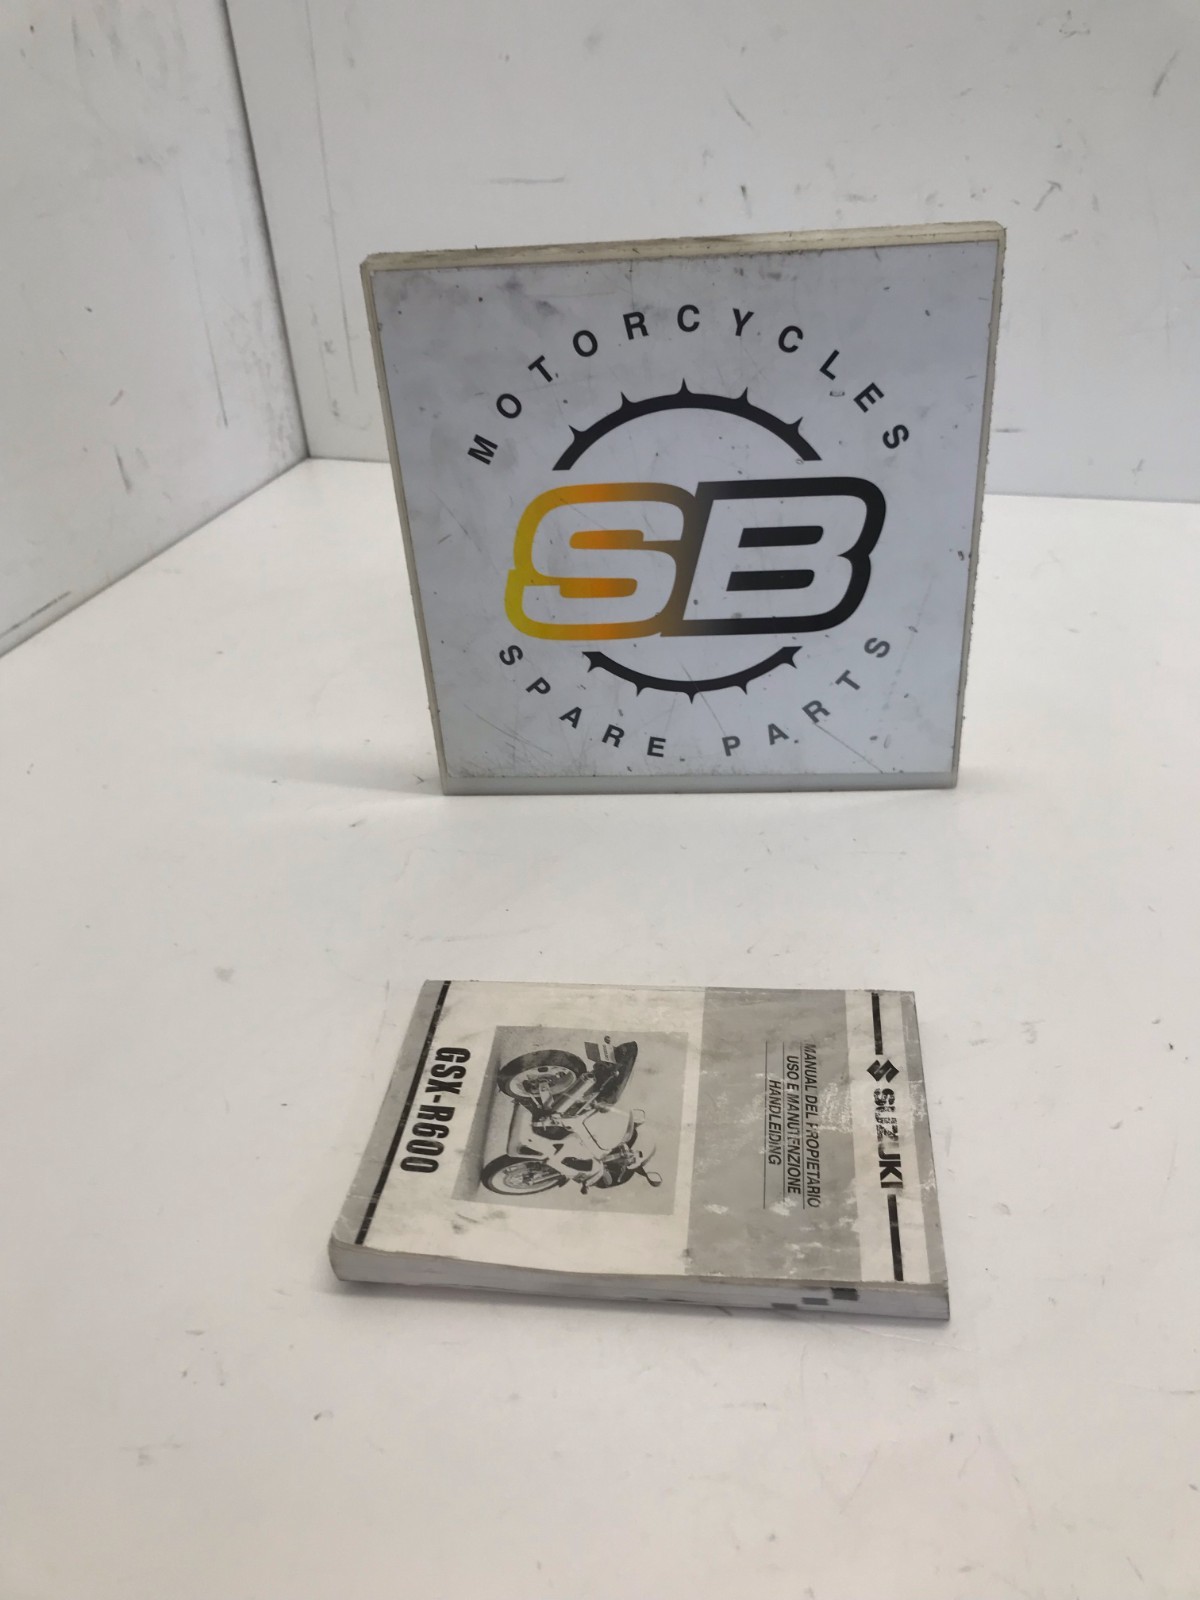 MOTORCYCLES
SB
SPARE PARTS
SUZUKI
MANUAL DEL PROPIETARIO
USO E MANUTENZIONE
HANDLEIDING
GSX-R600